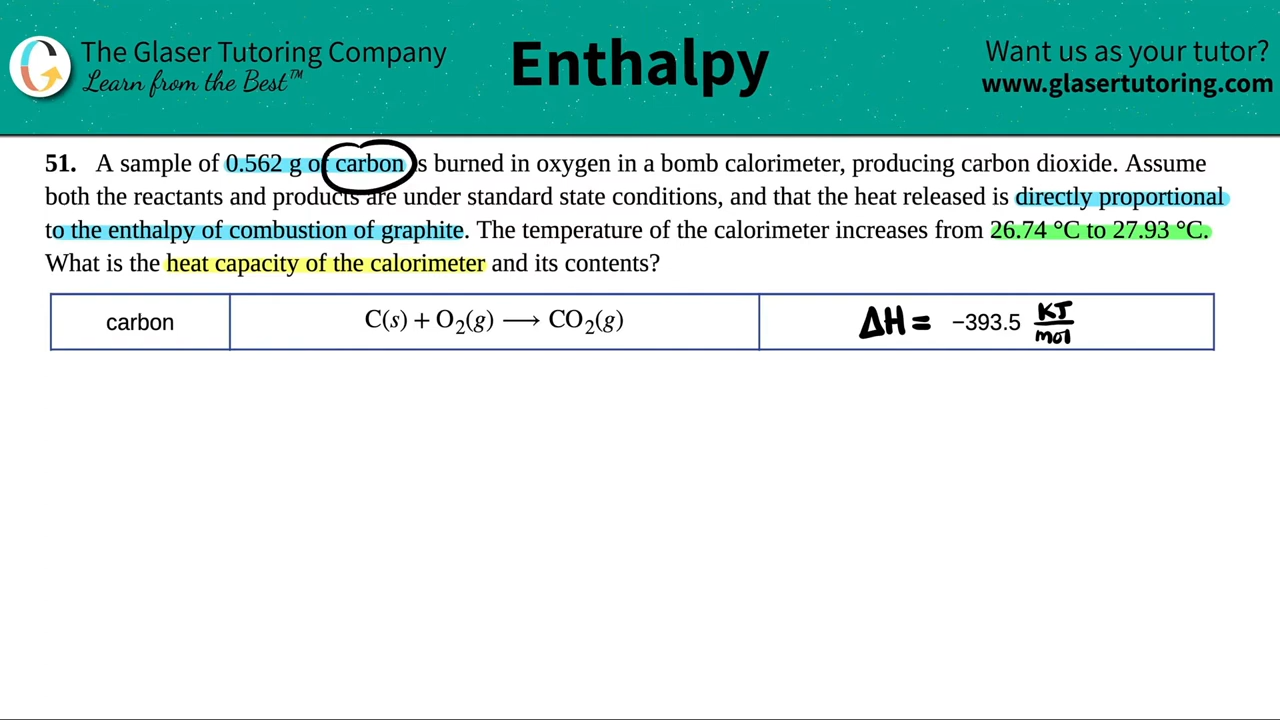 The Glaser Tutoring Company
Learn from the Best™
Enthalpy
Want us as your tutor?
www.glasertutoring.com
51. A sample of 0.562 g of carbon is burned in oxygen in a bomb calorimeter, producing carbon dioxide. Assume
both the reactants and products are under standard state conditions, and that the heat released is directly proportional
to the enthalpy of combustion of graphite. The temperature of the calorimeter increases from 26.74 °C to 27.93 °C.
What is the heat capacity of the calorimeter and its contents?
carbon C(s) + O₂(g) ⟶ CO₂(g) ΔH = −393.5 KJ/mol